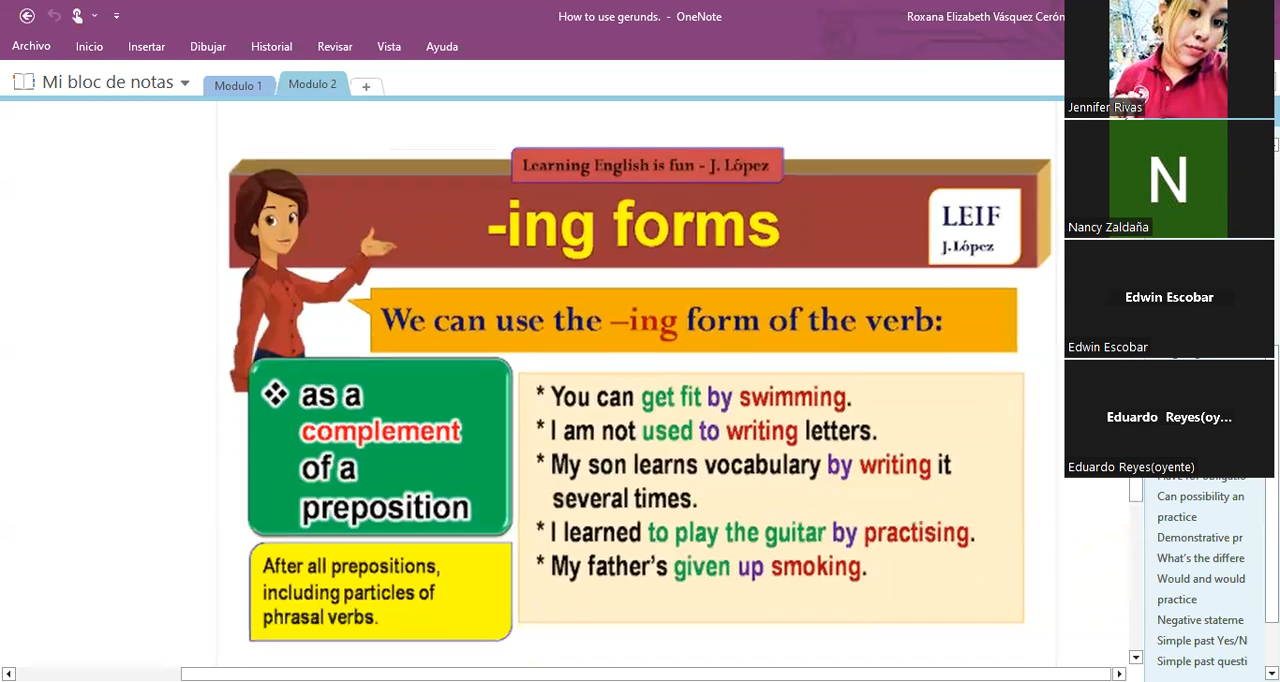 How to use gerunds. - OneNote
Roxana Elizabeth Vásquez Cerón
Archivo
Inicio
Insertar
Dibujar
Historial
Revisar
Vista
Ayuda
Mi bloc de notas
Modulo 1
Modulo 2
+
Learning English is fun - J. López
-ing forms
LEIF
J.López
We can use the –ing form of the verb:
❖ as a
complement
of a
preposition
After all prepositions,
including particles of
phrasal verbs.
* You can get fit by swimming.
* I am not used to writing letters.
* My son learns vocabulary by writing it
several times.
* I learned to play the guitar by practising.
* My father's given up smoking.
Jennifer Rivas
N
Nancy Zaldaña
Edwin Escobar
Edwin Escobar
Eduardo Reyes(oy...
Eduardo Reyes(oyente)
Can possibility an
practice
Demonstrative pr
What's the differe
Would and would
practice
Negative stateme
Simple past Yes/N
Simple past questi